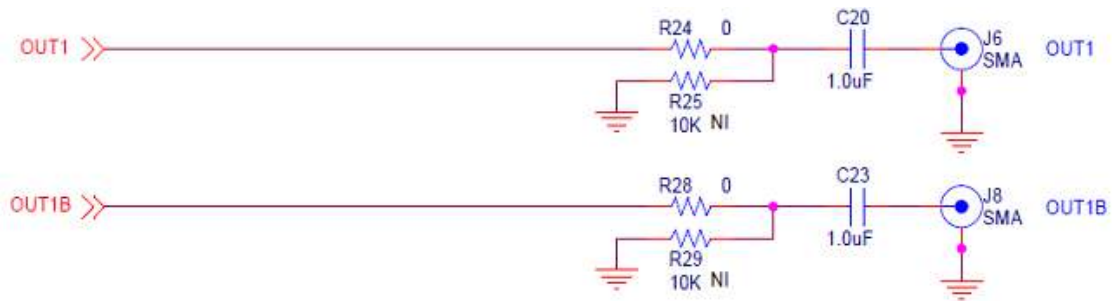 R24 0 C20
OUT1 J6 OUT1
SMA
R25 1.0uF
10K NI
R28 0 C23
OUT1B J8 OUT1B
SMA
R29 1.0uF
10K NI